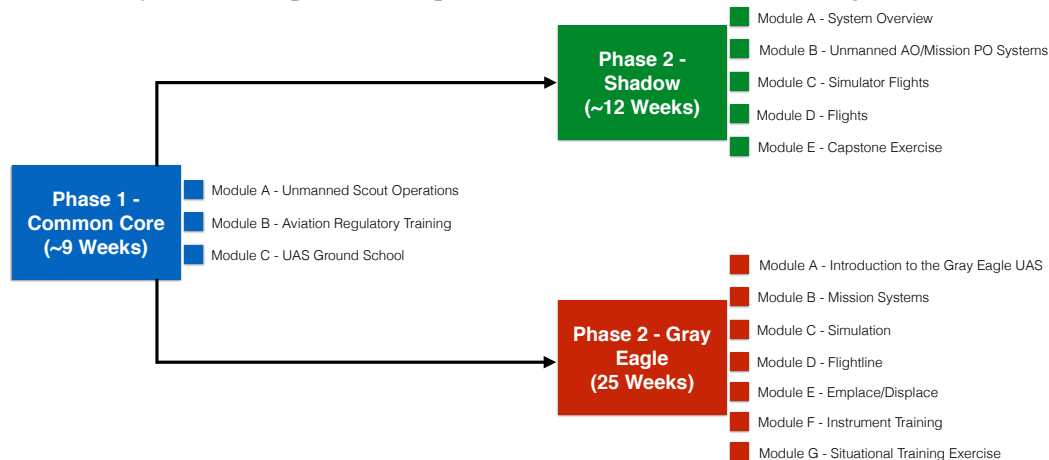 Phase 1 -
Common Core
(~9 Weeks)
Module A - Unmanned Scout Operations
Module B - Aviation Regulatory Training
Module C - UAS Ground School
Phase 2 -
Shadow
(~12 Weeks)
Module A - System Overview
Module B - Unmanned AO/Mission PO Systems
Module C - Simulator Flights
Module D - Flights
Module E - Capstone Exercise
Phase 2 - Gray
Eagle
(25 Weeks)
Module A - Introduction to the Gray Eagle UAS
Module B - Mission Systems
Module C - Simulation
Module D - Flightline
Module E - Emplace/Displace
Module F - Instrument Training
Module G - Situational Training Exercise